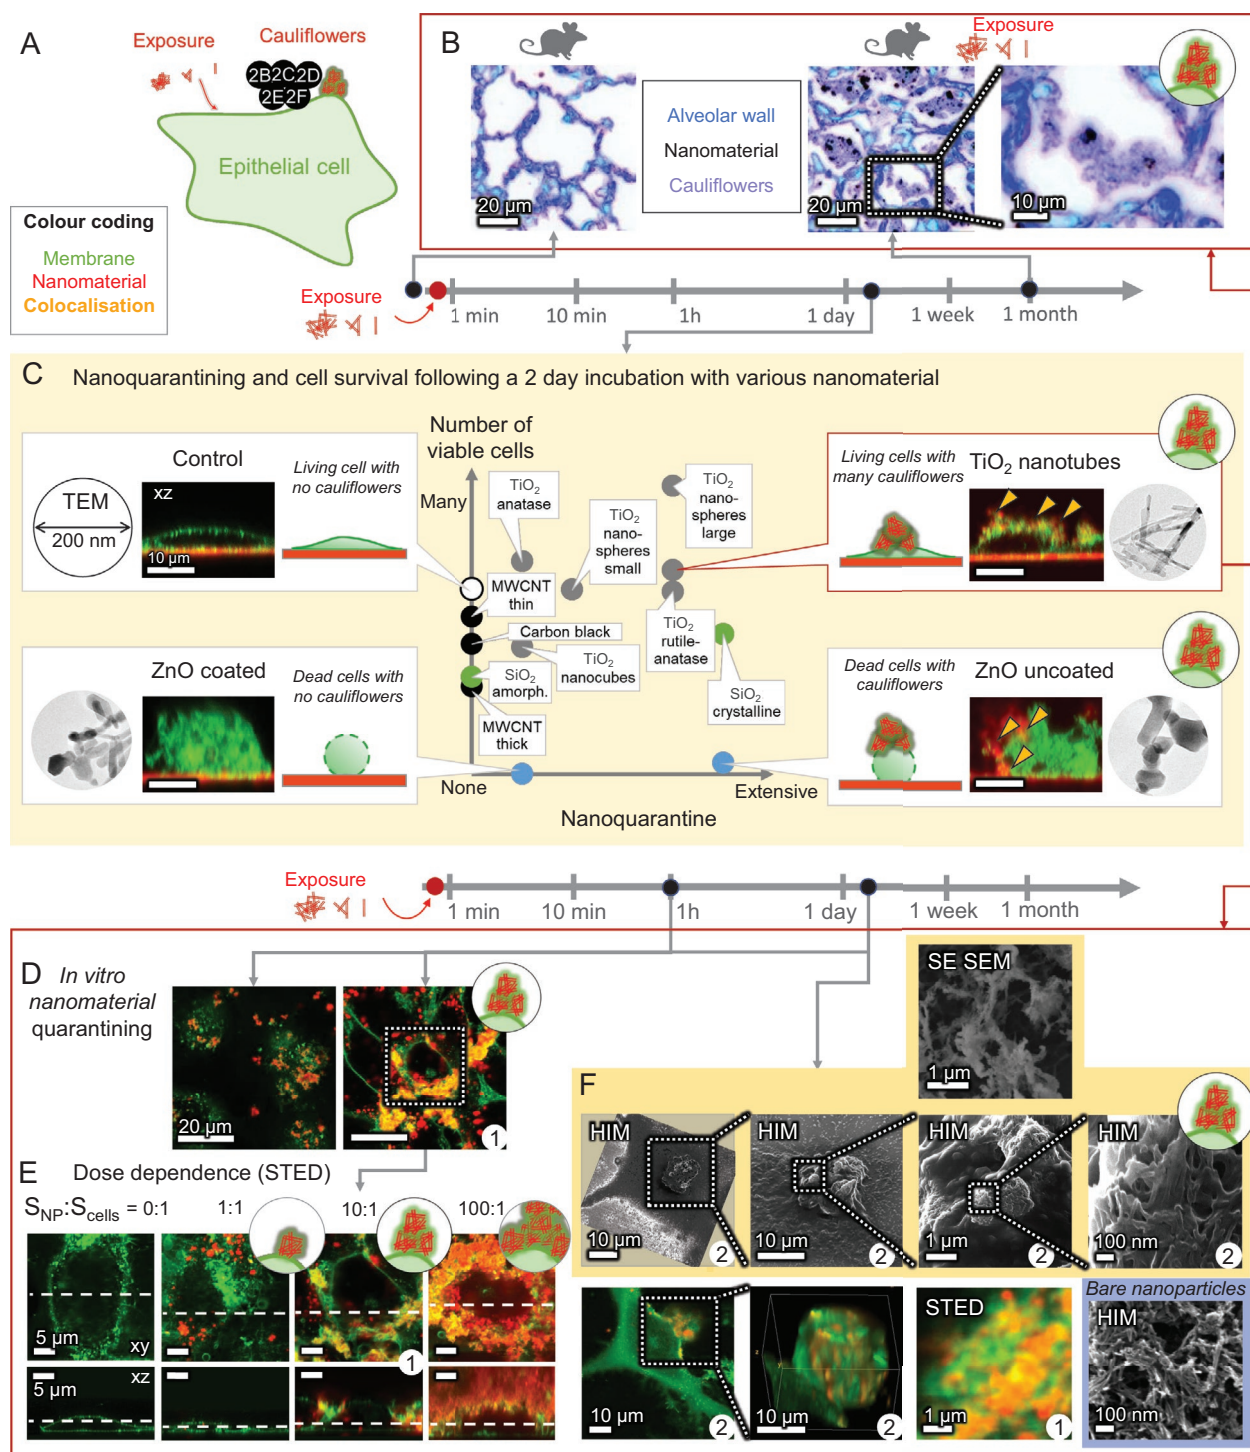 A
Exposure
Cauliflowers
2B2C2D
2E2F
Epithelial cell
Colour coding
Membrane
Nanomaterial
Colocalisation
B
Exposure
Alveolar wall
Nanomaterial
Cauliflowers
20 µm
20 µm
10 µm
Exposure
1 min
10 min
1h
1 day
1 week
1 month
C
Nanoquarantining and cell survival following a 2 day incubation with various nanomaterial
Number of
viable cells
Many
None
Extensive
Nanoquarantine
Control
TEM
200 nm
xz
10 µm
Living cell with
no cauliflowers
TiO2
anatase
TiO2
nano-
spheres
small
TiO2
nano-
spheres
large
MWCNT
thin
Carbon black
TiO2
rutile-
anatase
SiO2
amorph.
TiO2
nanocubes
SiO2
crystalline
MWCNT
thick
Living cells with
many cauliflowers
TiO2 nanotubes
ZnO coated
Dead cells with
no cauliflowers
Dead cells with
cauliflowers
ZnO uncoated
Exposure
1 min
10 min
1h
1 day
1 week
1 month
D
In vitro
nanomaterial
quarantining
20 µm
1
E
Dose dependence (STED)
SNP:Scells = 0:1
1:1
10:1
100:1
5 µm
xy
1
5 µm
xz
F
SE SEM
1 µm
HIM
10 µm
2
HIM
10 µm
2
HIM
1 µm
2
HIM
100 nm
2
10 µm
2
z
y
10 µm
2
STED
1 µm
1
Bare nanoparticles
HIM
100 nm